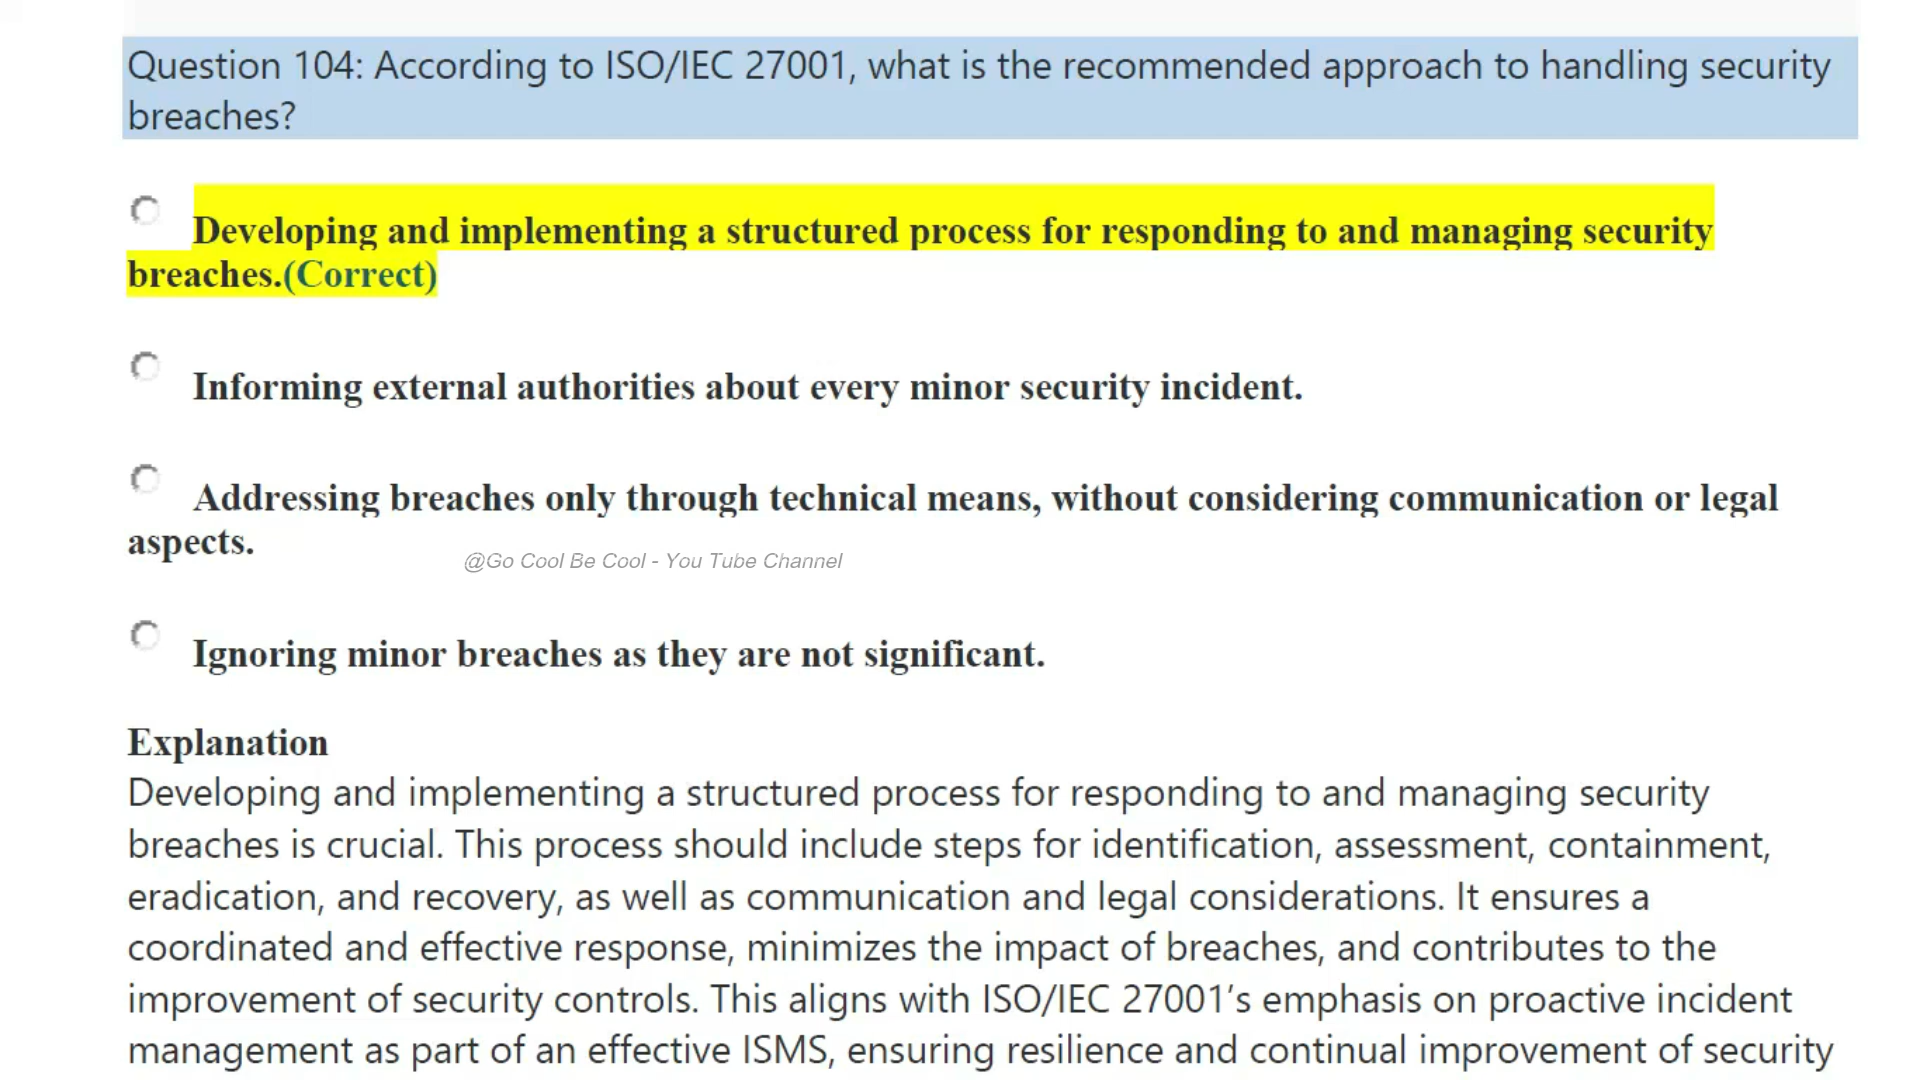 Question 104: According to ISO/IEC 27001, what is the recommended approach to handling security
breaches?
Developing and implementing a structured process for responding to and managing security
breaches.(Correct)
Informing external authorities about every minor security incident.
Addressing breaches only through technical means, without considering communication or legal
aspects.
@Go Cool Be Cool - You Tube Channel
Ignoring minor breaches as they are not significant.
Explanation
Developing and implementing a structured process for responding to and managing security
breaches is crucial. This process should include steps for identification, assessment, containment,
eradication, and recovery, as well as communication and legal considerations. It ensures a
coordinated and effective response, minimizes the impact of breaches, and contributes to the
improvement of security controls. This aligns with ISO/IEC 27001’s emphasis on proactive incident
management as part of an effective ISMS, ensuring resilience and continual improvement of security